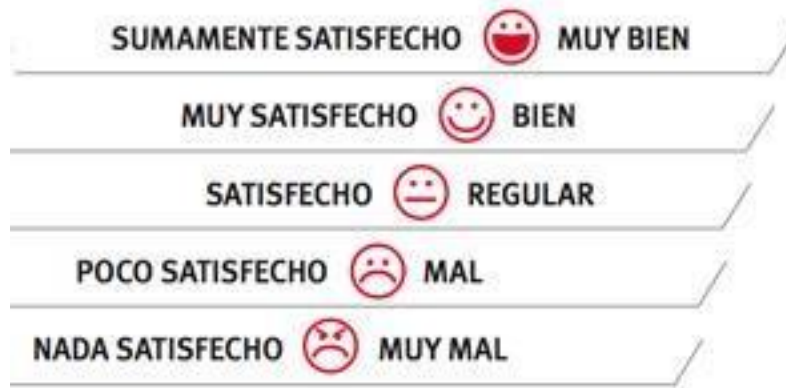 SUMAMENTE SATISFECHO MUY BIEN
MUY SATISFECHO BIEN
SATISFECHO REGULAR
POCO SATISFECHO MAL
NADA SATISFECHO MUY MAL